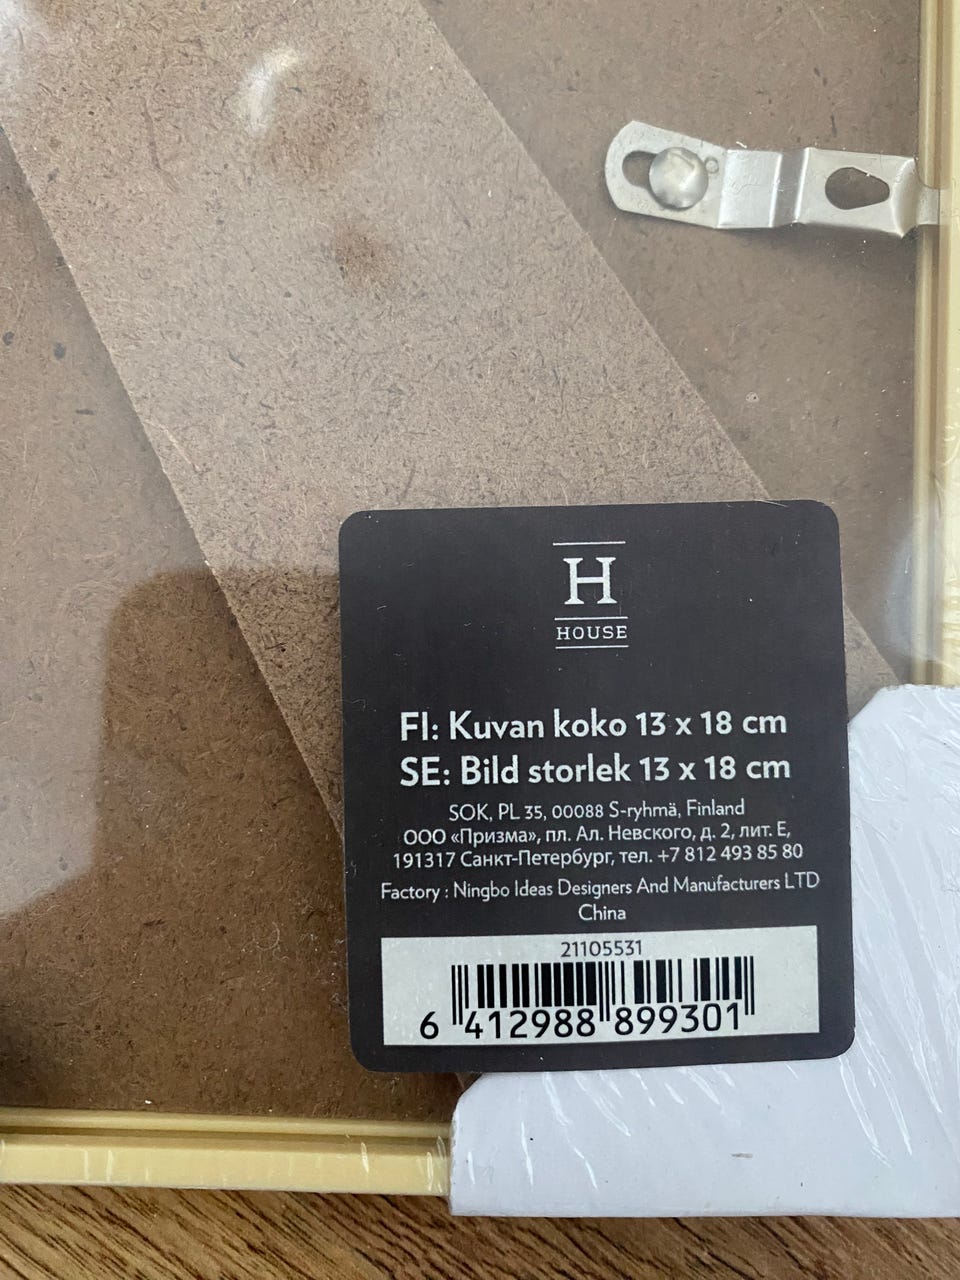 H
HOUSE
FI: Kuvan koko 13 x 18 cm
SE: Bild storlek 13 x 18 cm
SOK, PL 35, 00088 S-ryhmä, Finland
ООО «Призма», пл. Ал. Невского, д. 2, лит. Е,
191317 Санкт-Петербург, тел. +7 812 493 85 80
Factory : Ningbo Ideas Designers And Manufacturers LTD
China
21105531
6 412988 899301